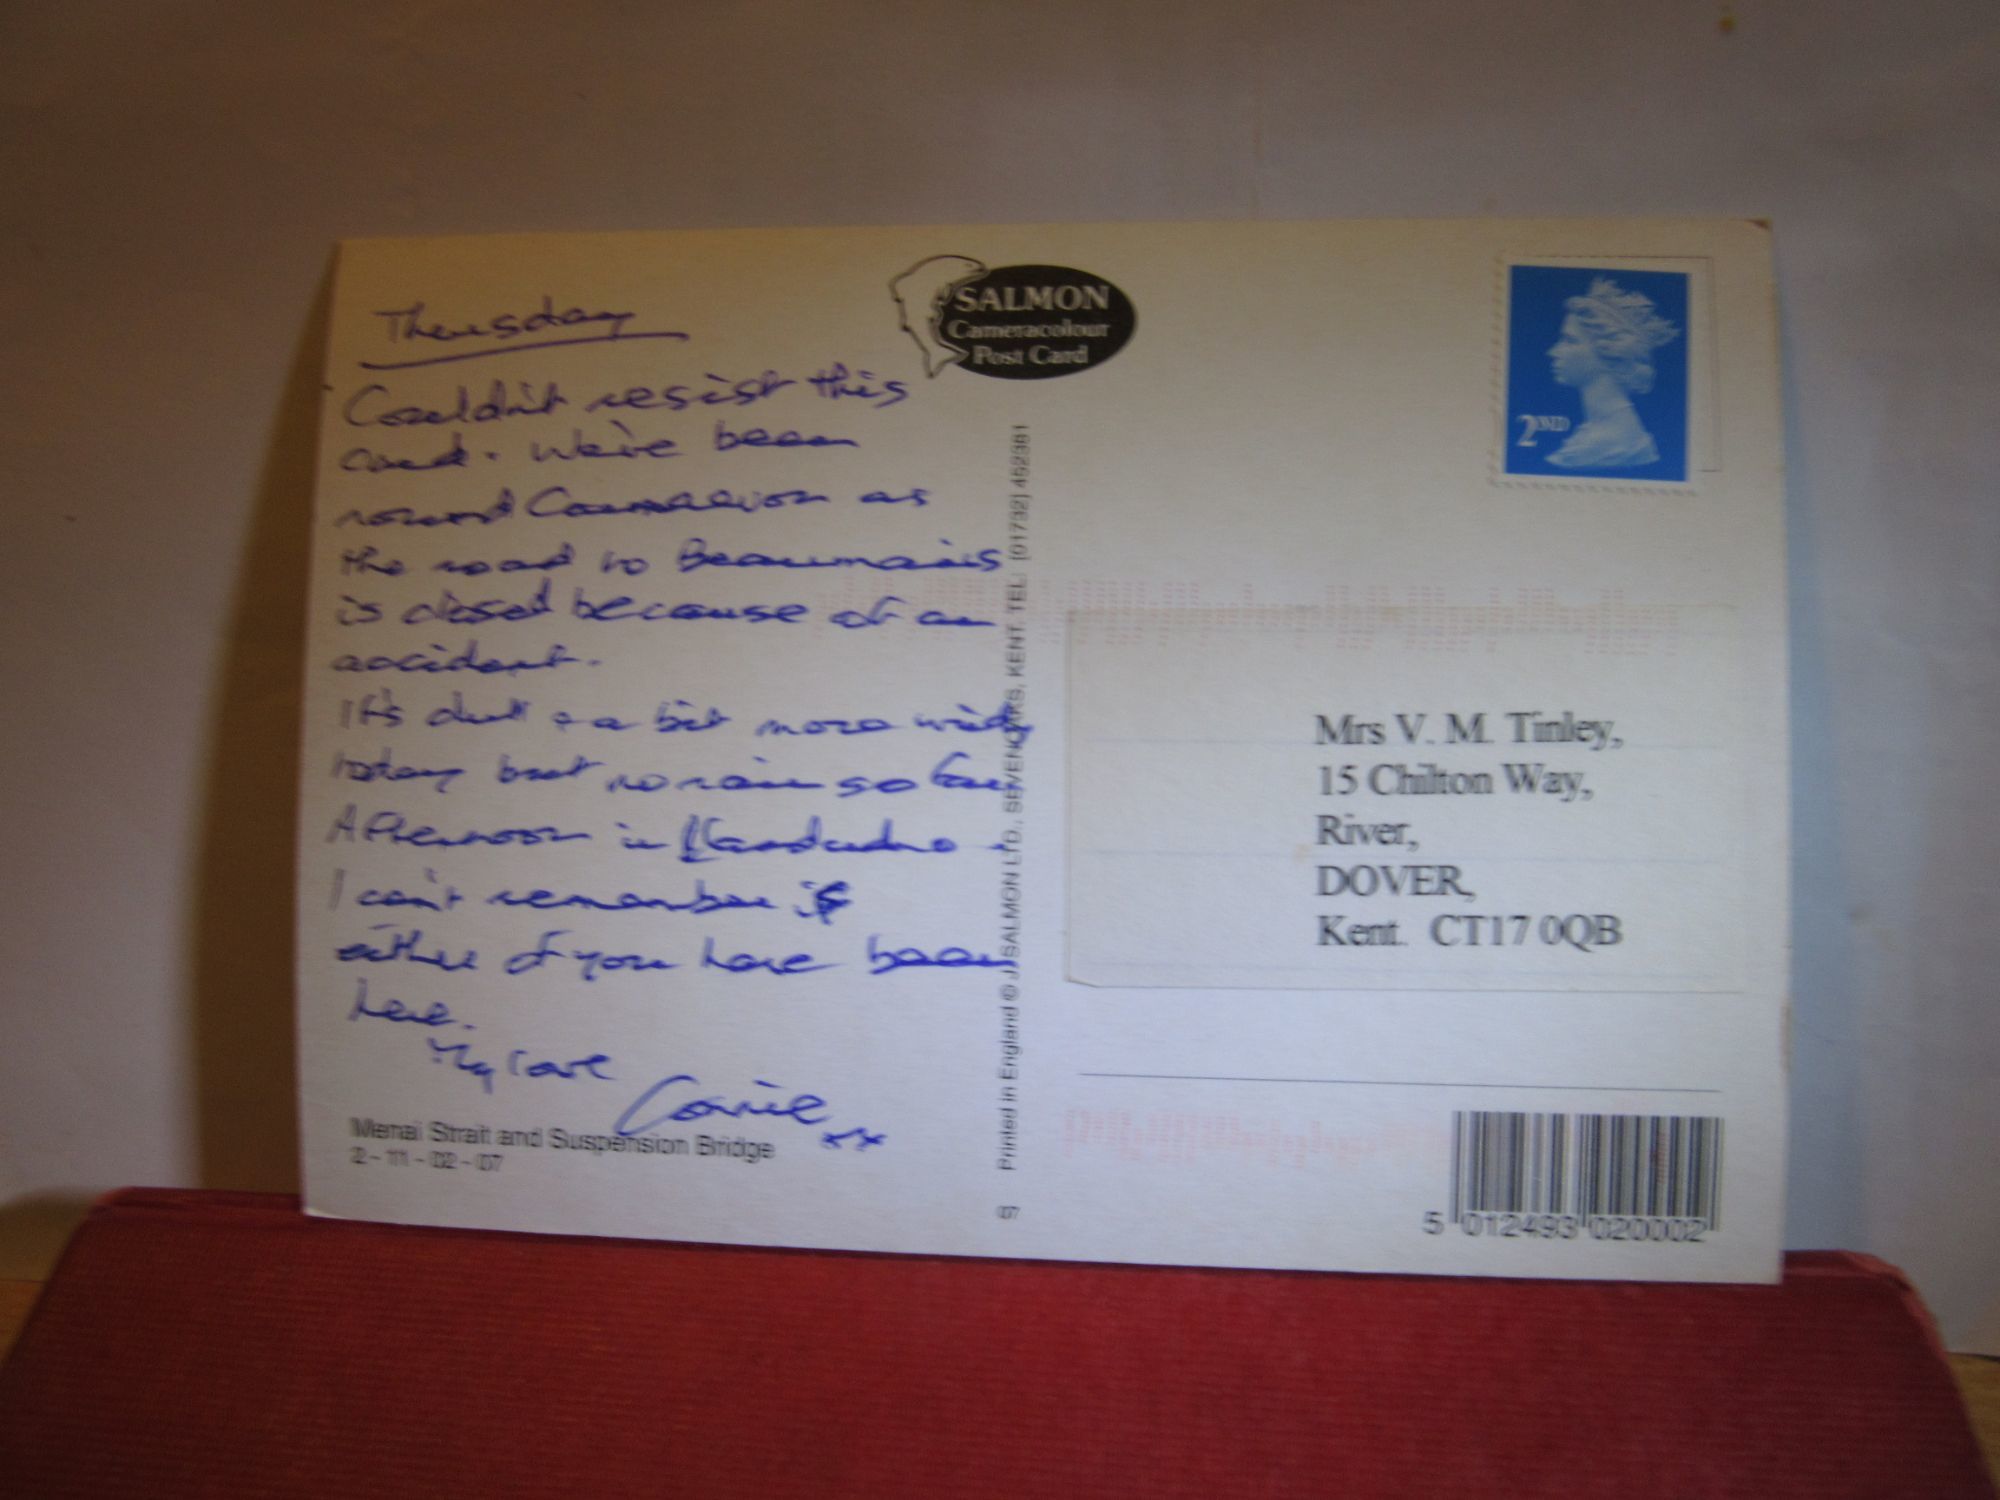 Thursday
Couldn't resist this
card. We've been
round Caernarvon as
the road to Beaumaris
is closed because of an
accident.
It's dull + a bit more windy
today but no rain so far
Afternoon in Llandudno.
I can't remember if
either of you have been
here.
My love
Connie xx
Menai Strait and Suspension Bridge
2 - 11 - 02 - 07
SALMON
Cameracolour
Post Card
Printed in England © J. SALMON LTD., SEVENOAKS, KENT. TEL: (01732) 452381
07
2ND
Mrs V. M. Tinley,
15 Chilton Way,
River,
DOVER,
Kent. CT17 0QB
5 012493 020002